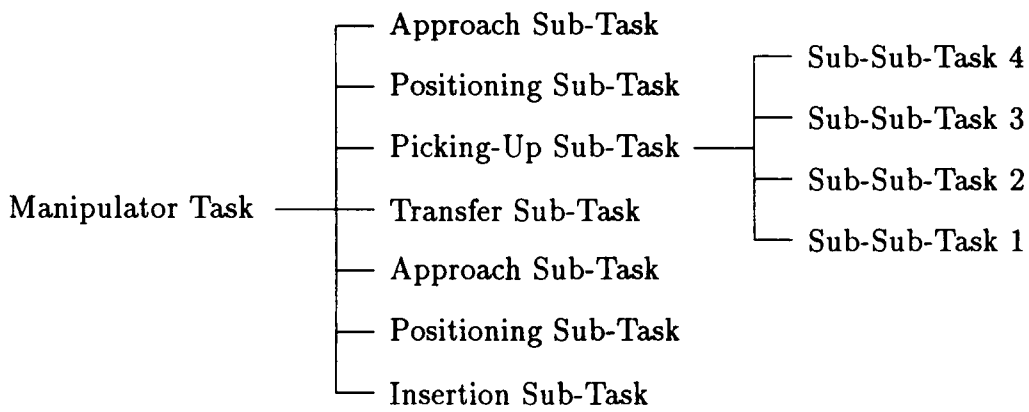 Manipulator Task
Approach Sub-Task
Positioning Sub-Task
Picking-Up Sub-Task
Transfer Sub-Task
Approach Sub-Task
Positioning Sub-Task
Insertion Sub-Task
Sub-Sub-Task 4
Sub-Sub-Task 3
Sub-Sub-Task 2
Sub-Sub-Task 1